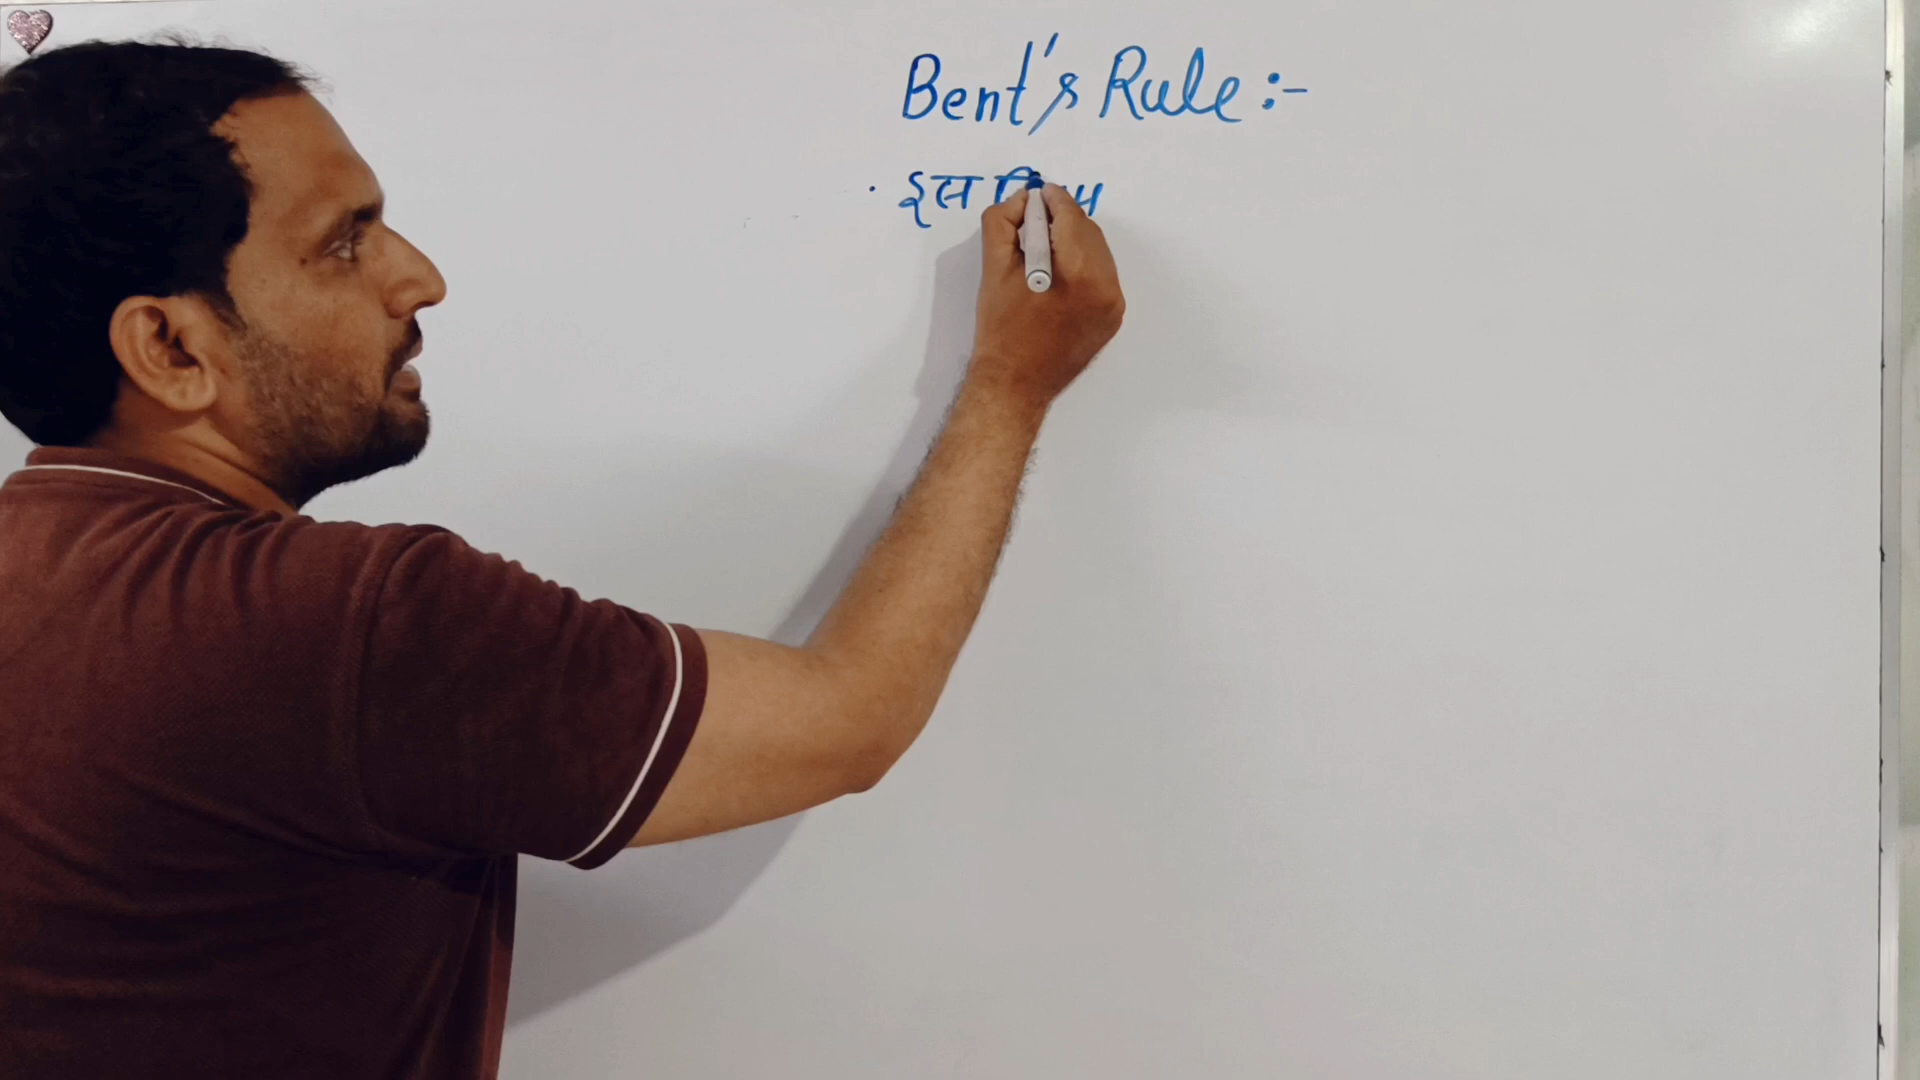 Bent's Rule :-
. इस